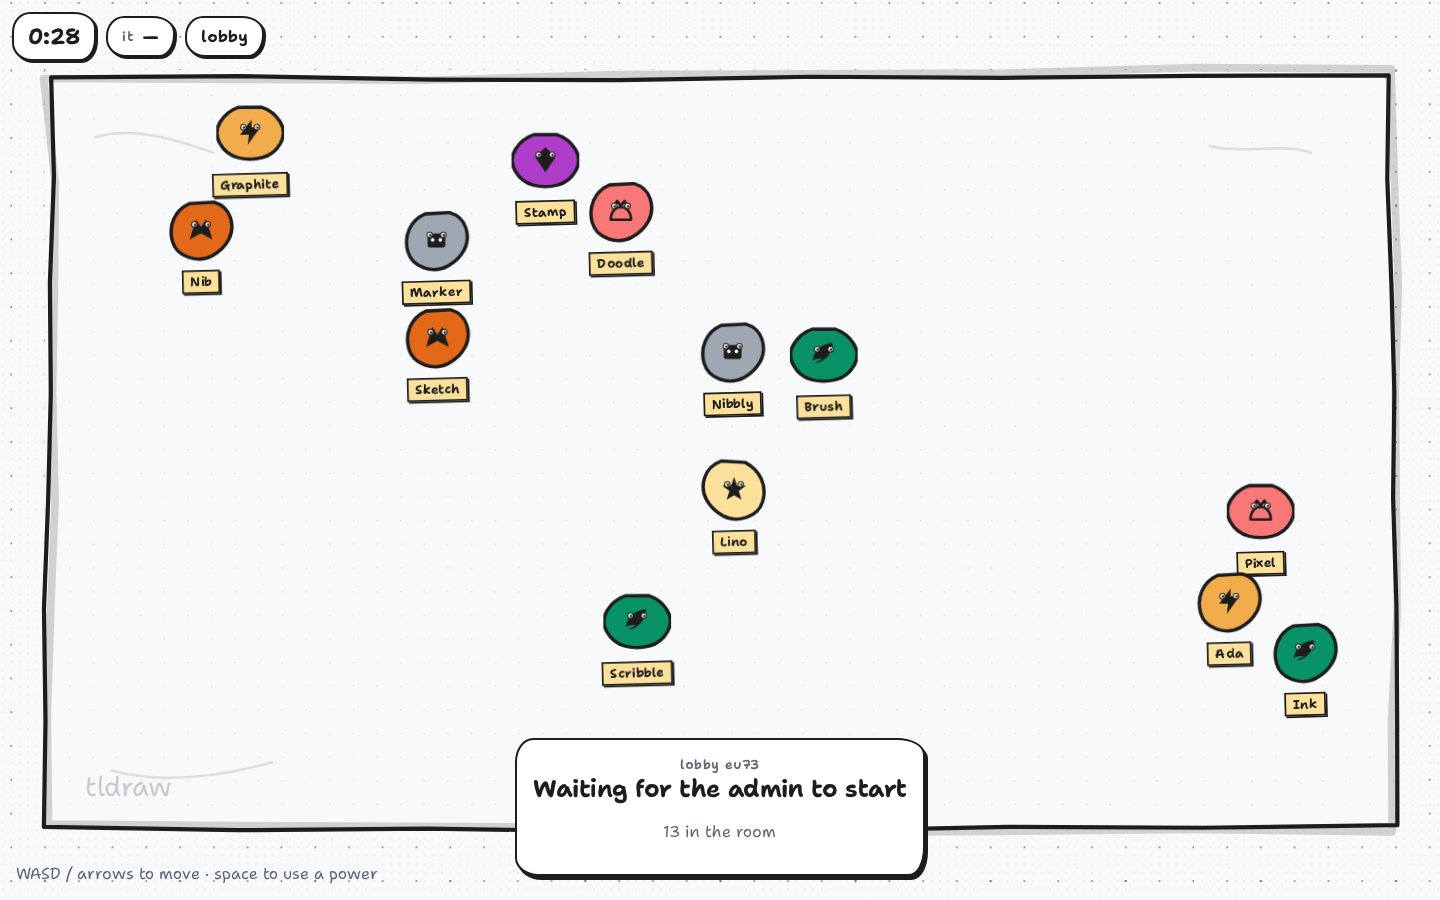 0:28
it —
lobby
Graphite
Stamp
Nib
Doodle
Marker
Sketch
Nibbly
Brush
Lino
Pixel
Ada
Scribble
Ink
lobby eu73
Waiting for the admin to start
13 in the room
tldraw
WASD / arrows to move · space to use a power